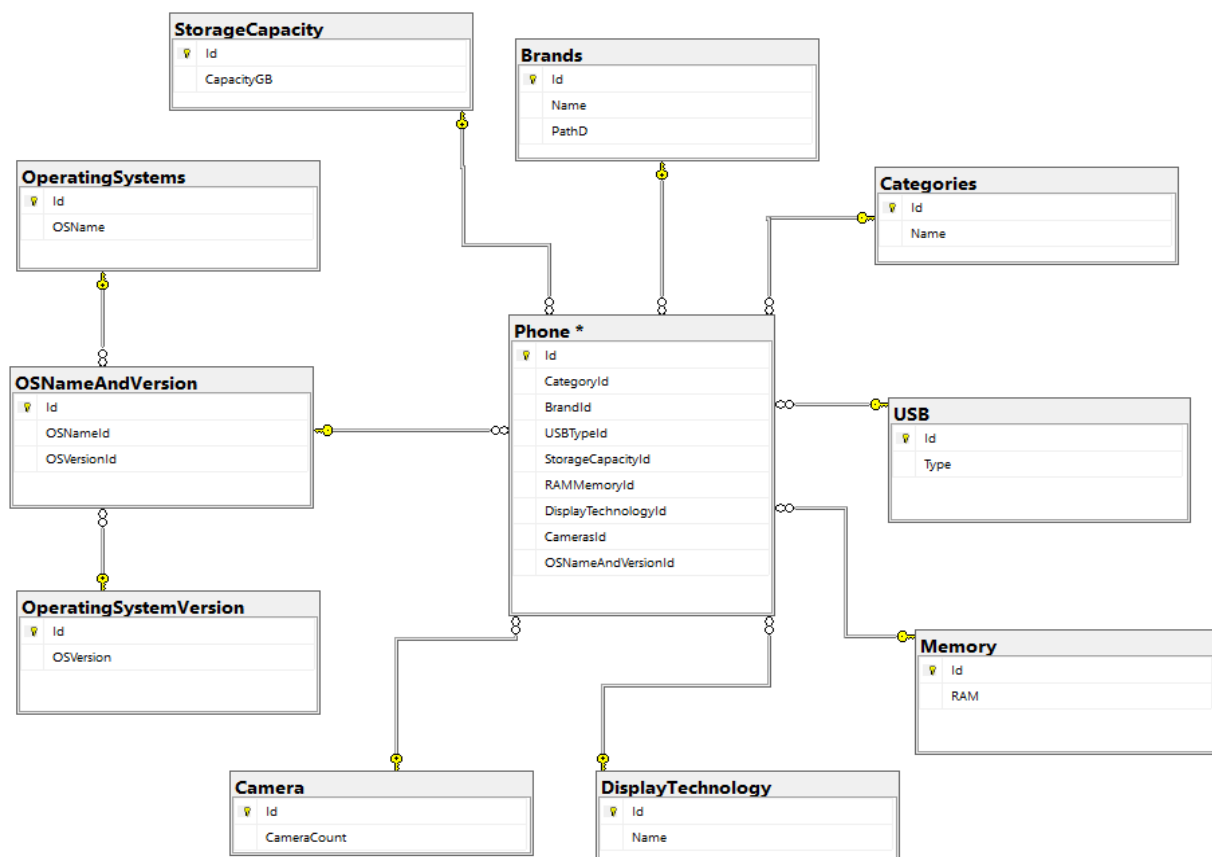 StorageCapacity
Id
CapacityGB
Brands
Id
Name
PathD
OperatingSystems
Id
OSName
Categories
Id
Name
Phone *
Id
CategoryId
BrandId
USBTypeId
StorageCapacityId
RAMMemoryId
DisplayTechnologyId
CamerasId
OSNameAndVersionId
OSNameAndVersion
Id
OSNameId
OSVersionId
USB
Id
Type
OperatingSystemVersion
Id
OSVersion
Memory
Id
RAM
Camera
Id
CameraCount
DisplayTechnology
Id
Name